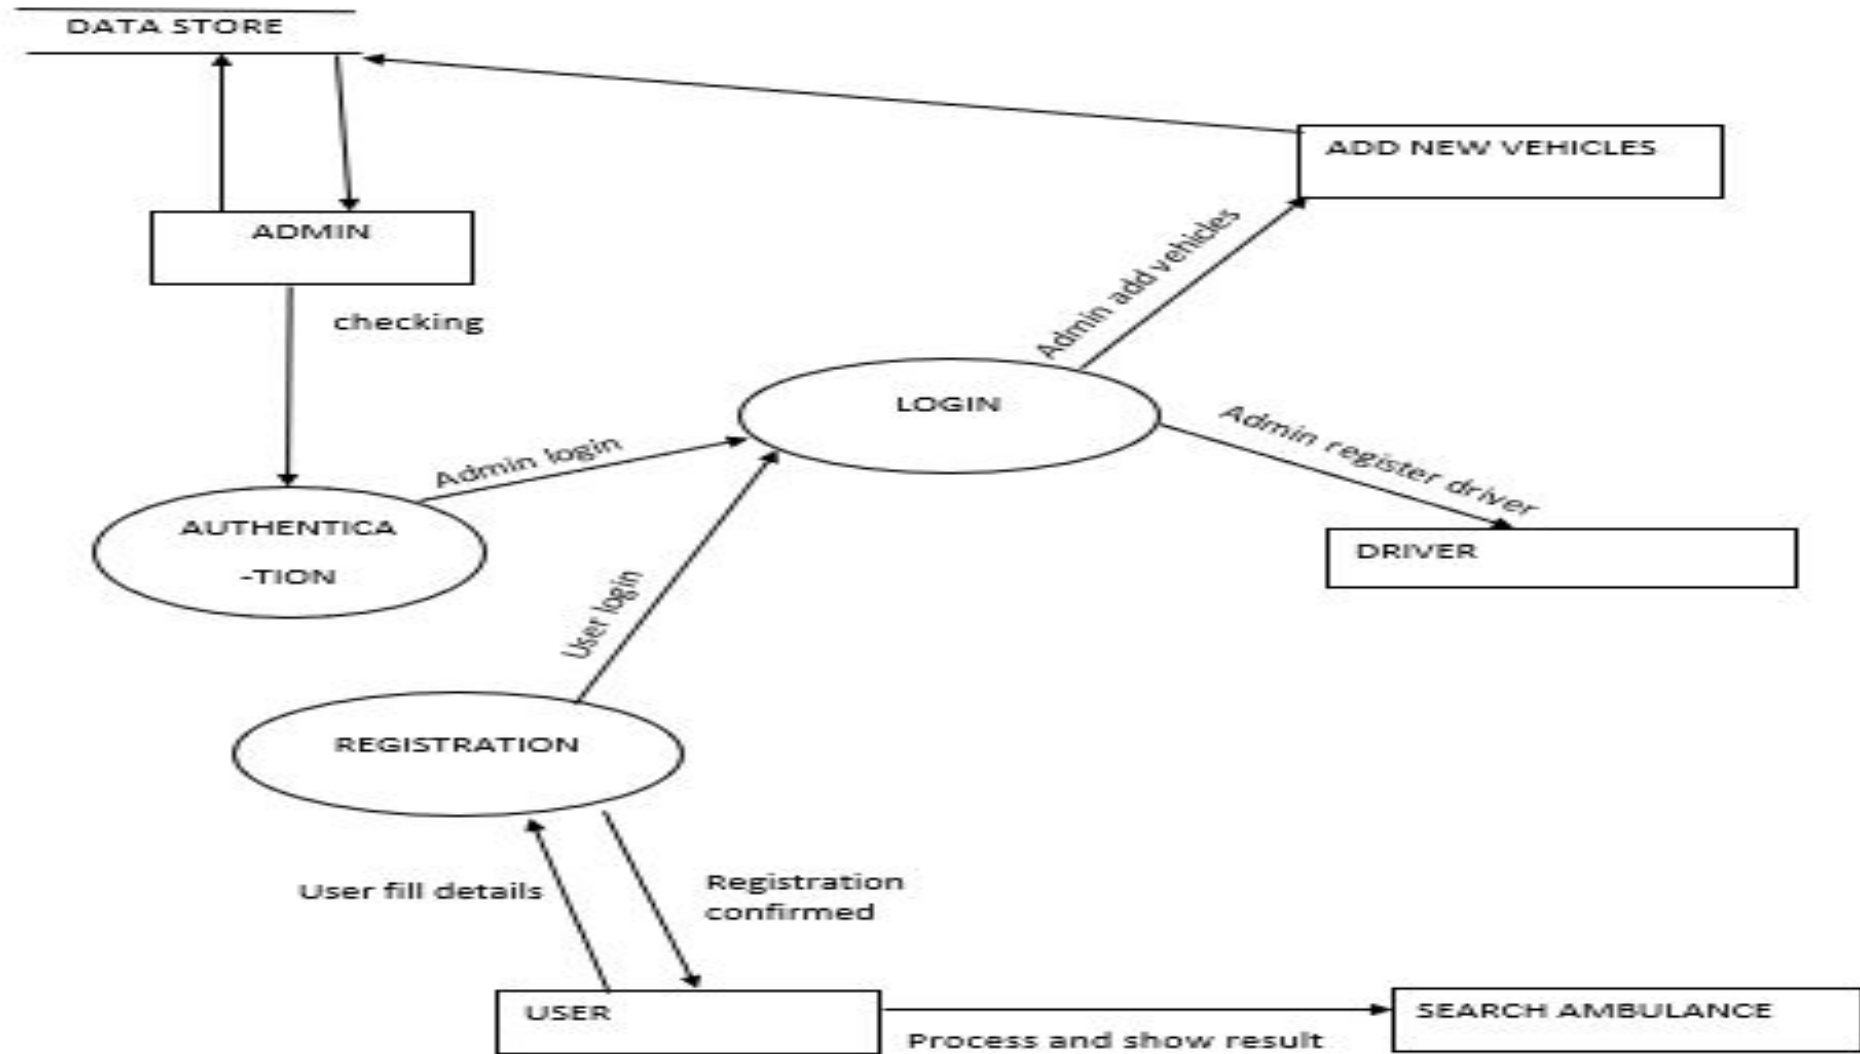 DATA STORE
ADD NEW VEHICLES
ADMIN
checking
Admin add vehicles
LOGIN
Admin register driver
Admin login
AUTHENTICA
-TION
DRIVER
User login
REGISTRATION
User fill details
Registration
confirmed
USER
SEARCH AMBULANCE
Process and show result